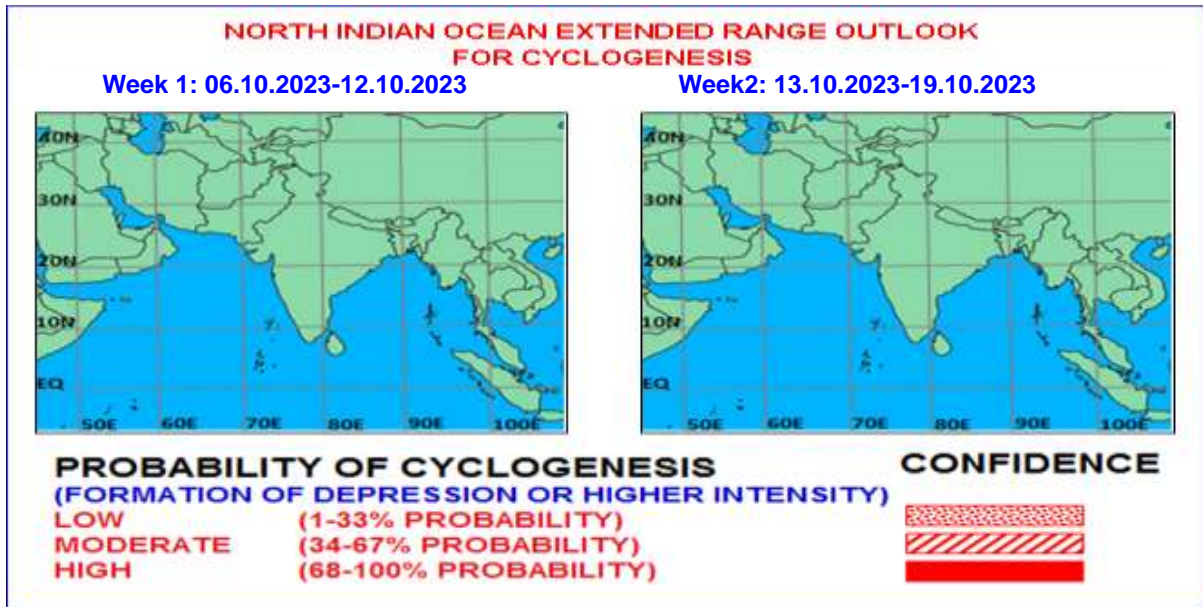 NORTH INDIAN OCEAN EXTENDED RANGE OUTLOOK
FOR CYCLOGENESIS
Week 1: 06.10.2023-12.10.2023
Week2: 13.10.2023-19.10.2023
40N
30N
20N
10N
EQ
50E 60E 70E 80E 90E 100E
40N
30N
20N
10N
EQ
50E 60E 70E 80E 90E 100E
PROBABILITY OF CYCLOGENESIS
(FORMATION OF DEPRESSION OR HIGHER INTENSITY)
LOW (1-33% PROBABILITY)
MODERATE (34-67% PROBABILITY)
HIGH (68-100% PROBABILITY)
CONFIDENCE